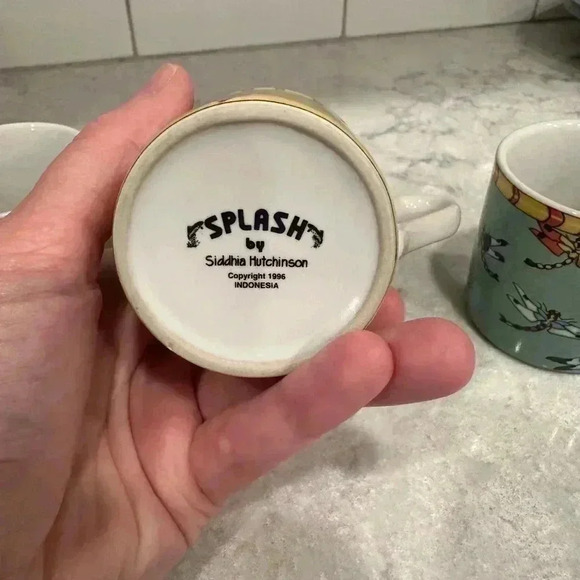 SPLASH
by
Siddhia Hutchinson
Copyright 1996
INDONESIA